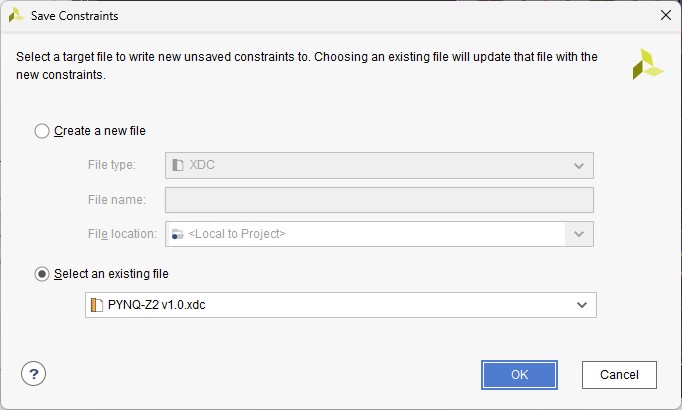 Save Constraints
Select a target file to write new unsaved constraints to. Choosing an existing file will update that file with the
new constraints.
Create a new file
File type: XDC
File name:
File location: <Local to Project>
Select an existing file
PYNQ-Z2 v1.0.xdc
? OK Cancel